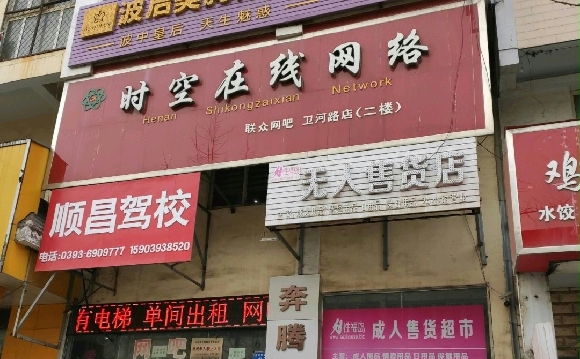 波后美
波中皇后 天生魅惑
时空在线网络
Henan Shikongzaixian Network
联众网吧 卫河路店(二楼)
无人售货店
顺昌驾校
电话:0393-6909777 15903938520
鸡
水饺
有电梯 单间出租 网
奔腾
性福岛
成人售货超市